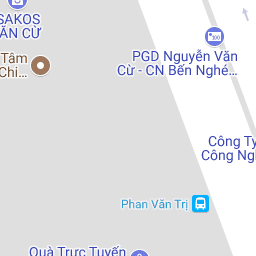 SAKOS
ĂN CỪ
Tâm
Chi...
PGD Nguyễn Văn
Cừ - CN Bến Nghé...
Công Ty
Công Ngh
Phan Văn Trị
Quà Trực Tuyến